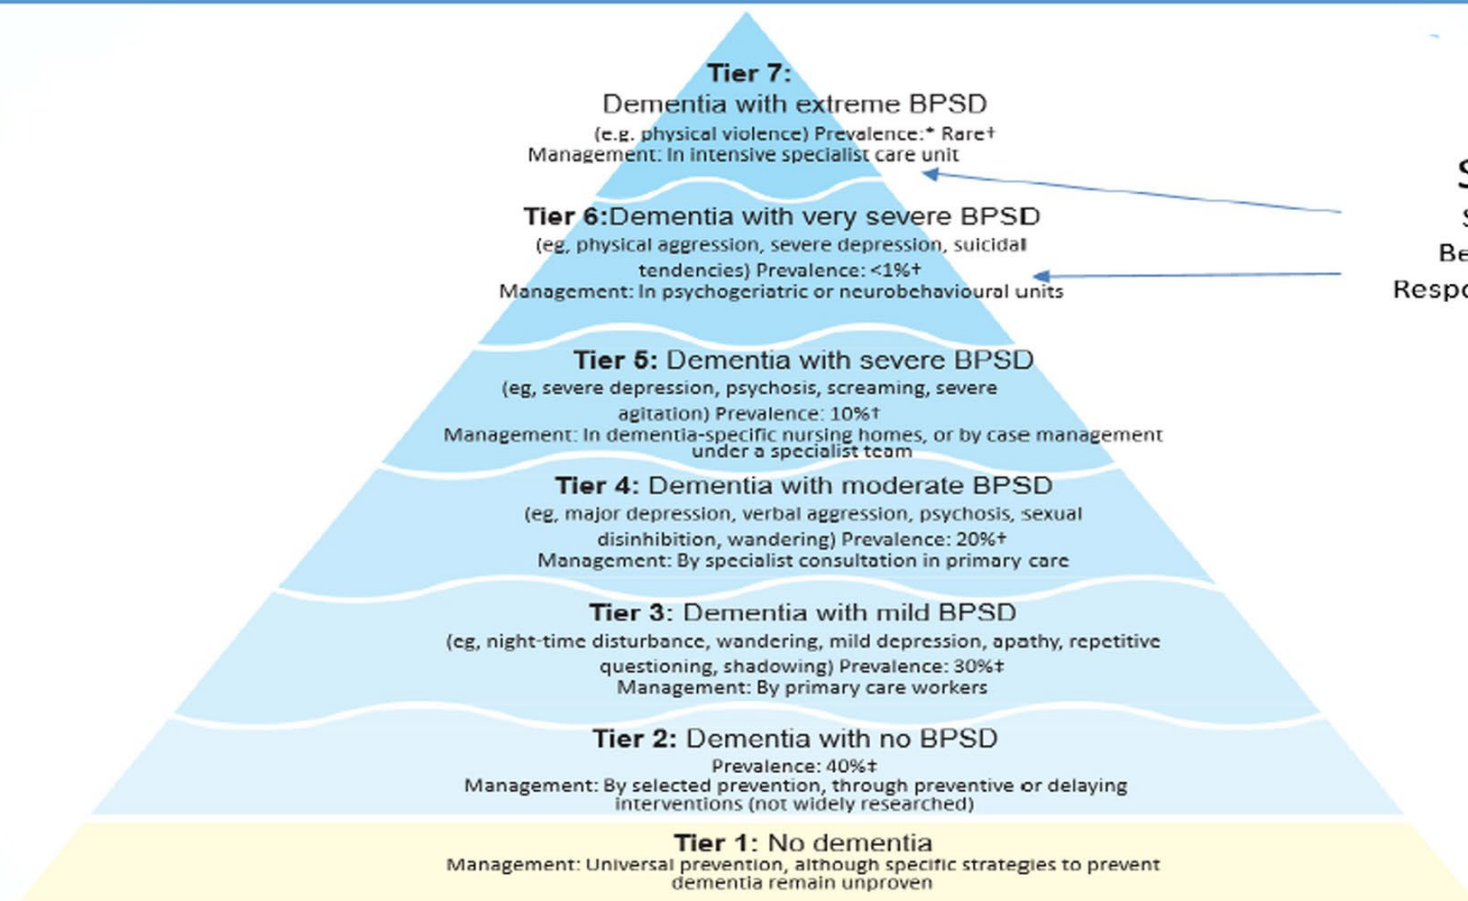 Tier 7:
Dementia with extreme BPSD
(e.g. physical violence) Prevalence:* Rare†
Management: In intensive specialist care unit
Tier 6:Dementia with very severe BPSD
(eg, physical aggression, severe depression, suicidal
tendencies) Prevalence: <1%†
Management: In psychogeriatric or neurobehavioural units
Tier 5: Dementia with severe BPSD
(eg, severe depression, psychosis, screaming, severe
agitation) Prevalence: 10%†
Management: In dementia-specific nursing homes, or by case management
under a specialist team
Tier 4: Dementia with moderate BPSD
(eg, major depression, verbal aggression, psychosis, sexual
disinhibition, wandering) Prevalence: 20%†
Management: By specialist consultation in primary care
Tier 3: Dementia with mild BPSD
(eg, night-time disturbance, wandering, mild depression, apathy, repetitive
questioning, shadowing) Prevalence: 30%‡
Management: By primary care workers
Tier 2: Dementia with no BPSD
Prevalence: 40%‡
Management: By selected prevention, through preventive or delaying
interventions (not widely researched)
Tier 1: No dementia
Management: Universal prevention, although specific strategies to prevent
dementia remain unproven
S
S
Be
Respo